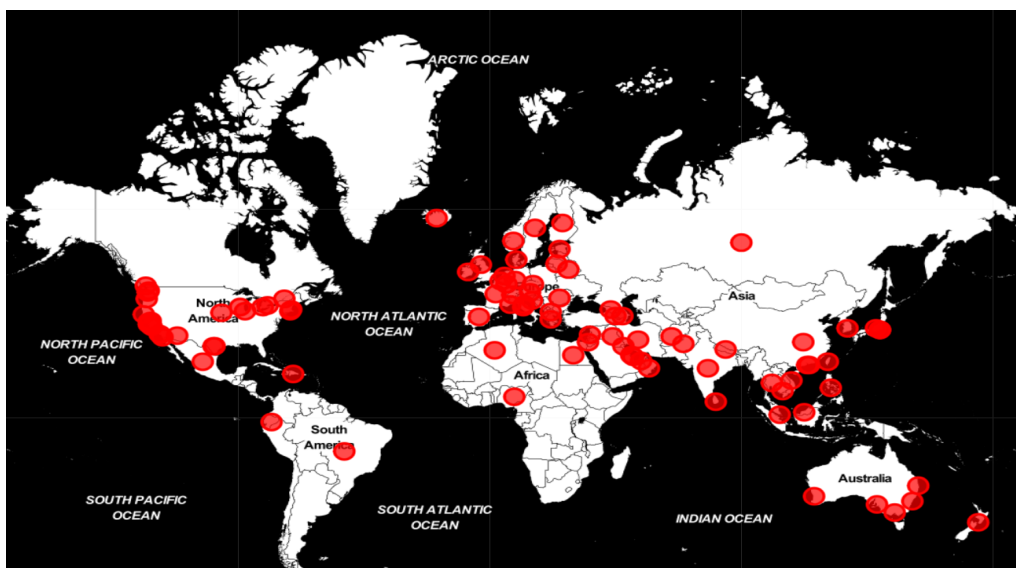 ARCTIC OCEAN
North
America
NORTH ATLANTIC
OCEAN
NORTH PACIFIC
OCEAN
Europe
Asia
Africa
South
America
Australia
SOUTH PACIFIC
OCEAN
SOUTH ATLANTIC
OCEAN
INDIAN OCEAN